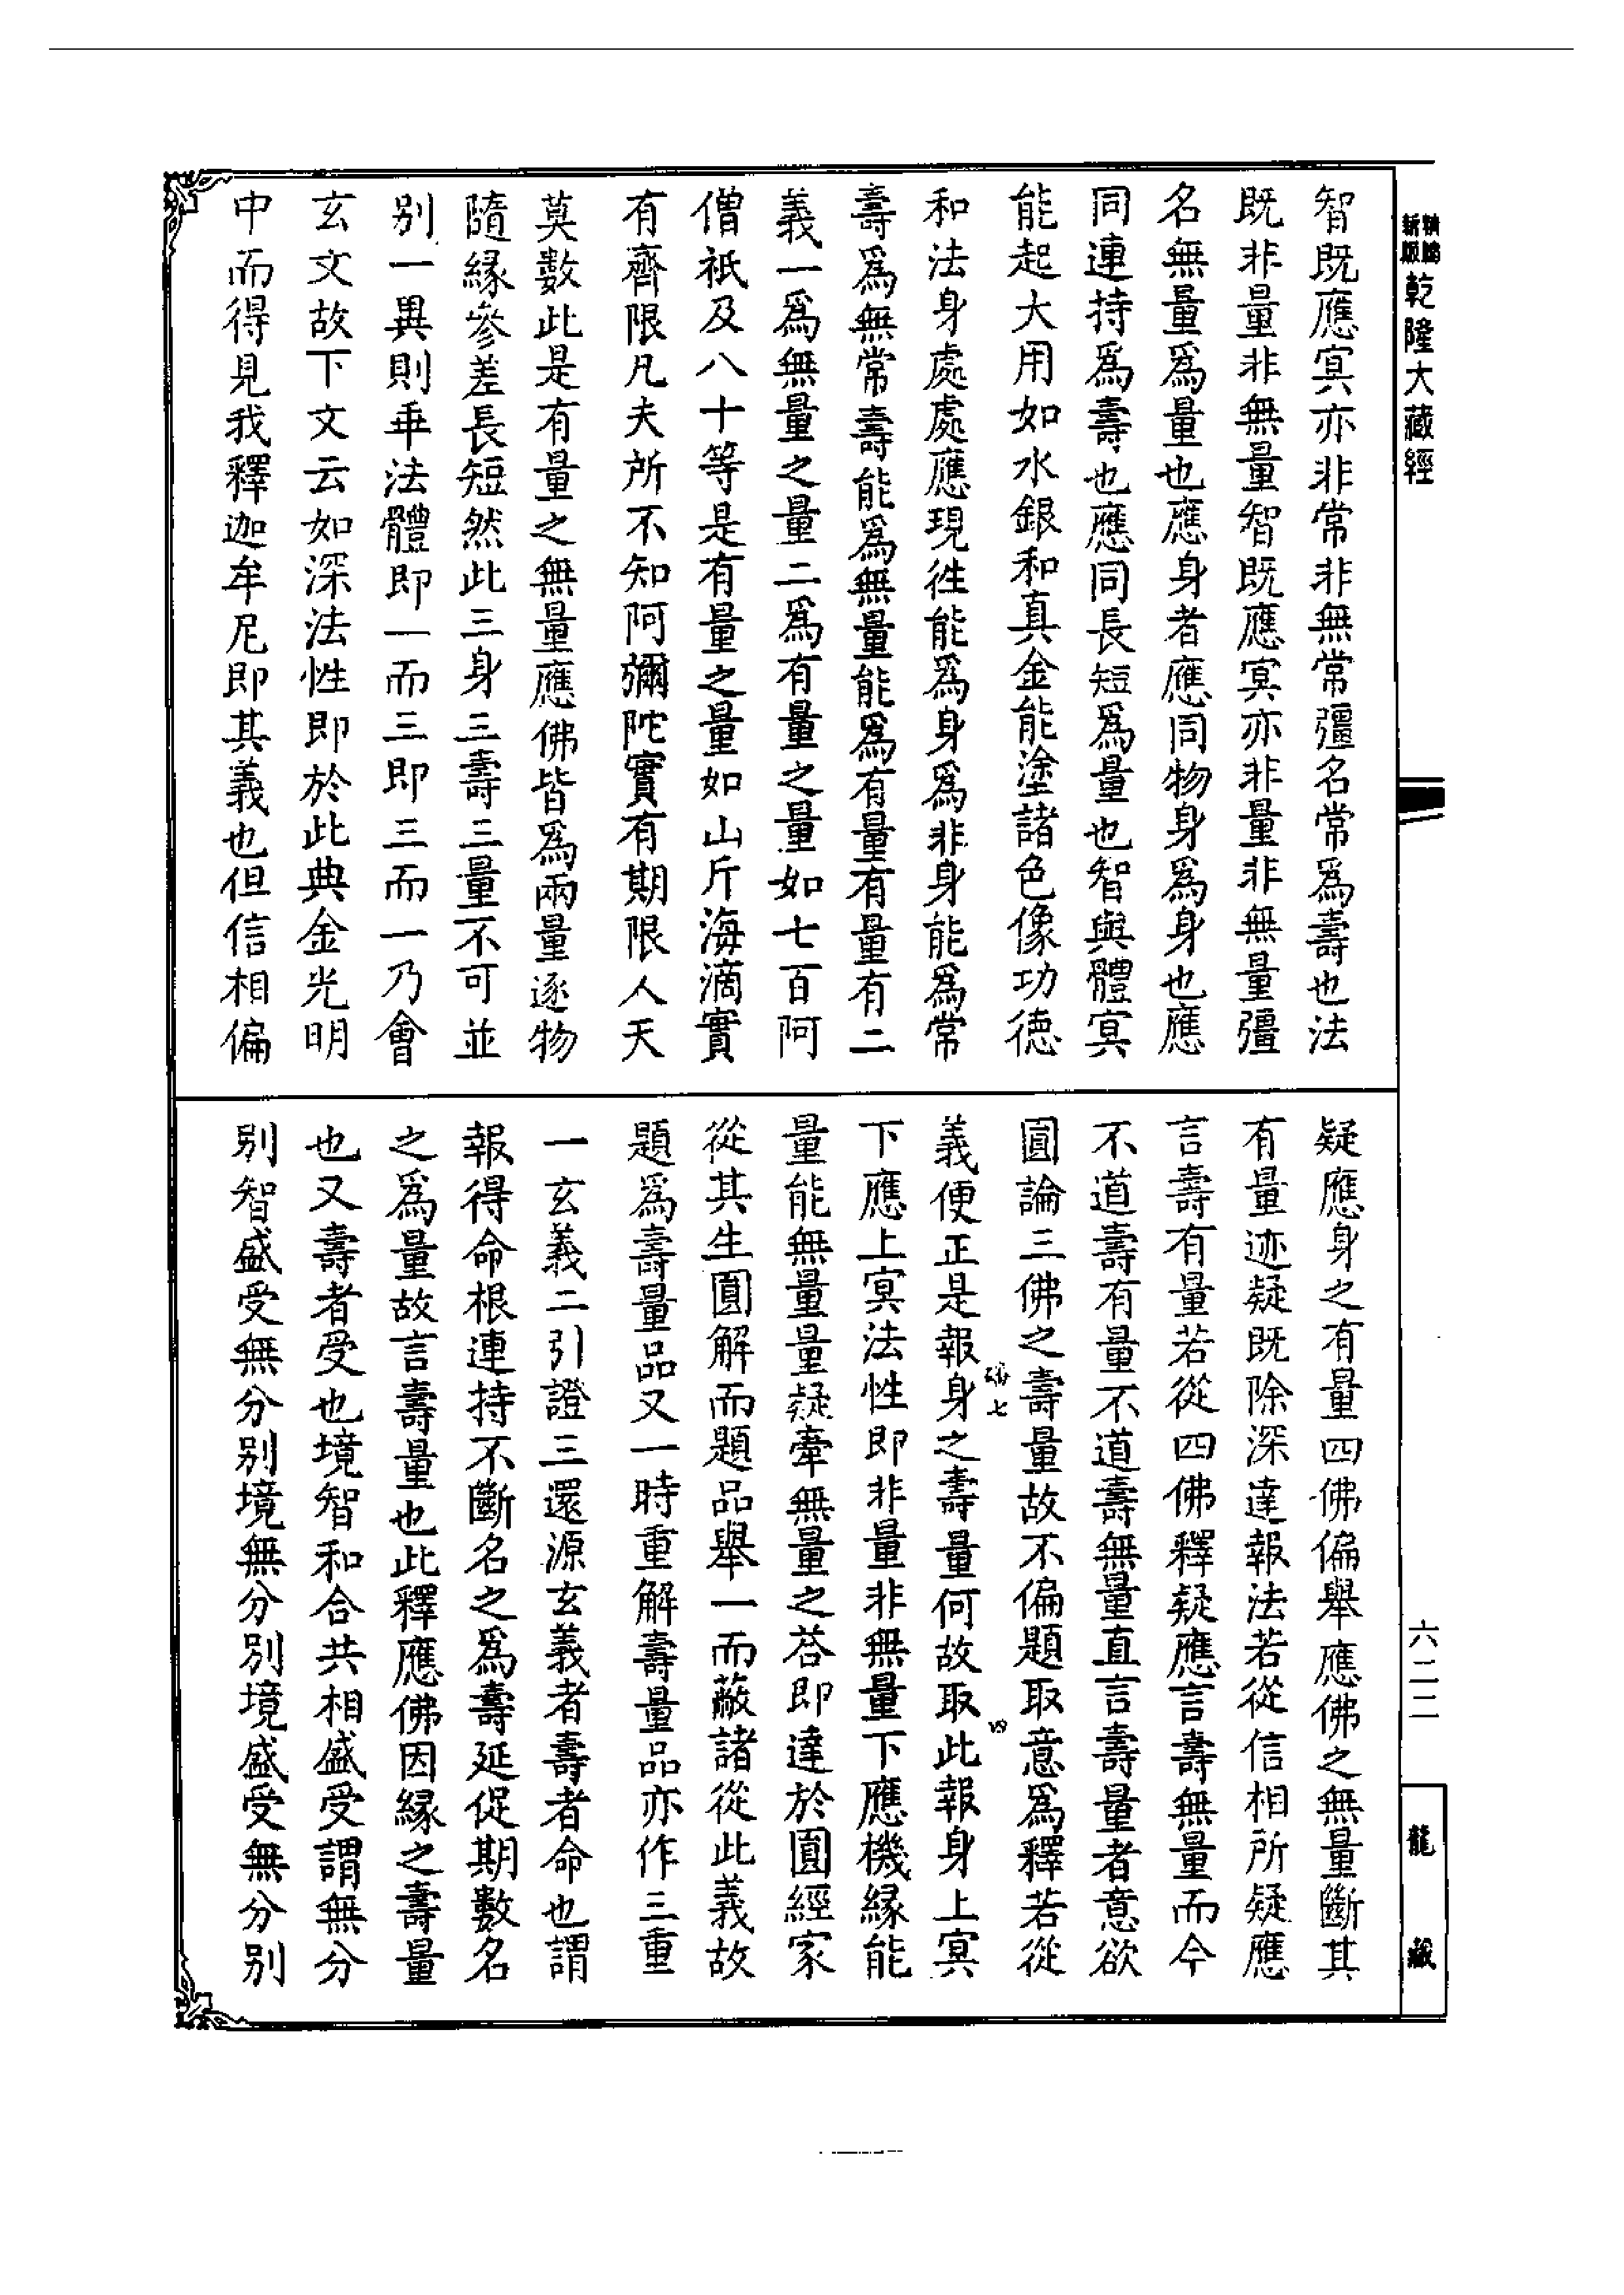 精縮新版乾隆大藏經
智既應冥亦非常非無常彊名常爲壽也法
既非量非無量智既應冥亦非量非無量彊
名無量爲量也應身者應同物身爲身也應
同連持爲壽也應同長短爲量也智與體冥
能起大用如水銀和真金能塗諸色像功德
和法身處處應現徃能爲身爲非身能爲常
壽爲無常壽能爲無量能爲有量有量有二
義一爲無量之量二爲有量之量如七百阿
僧祇及八十等是有量之量如山斤海滴實
有齊限凡夫所不知阿彌陀實有期限人天
莫數此是有量之無量應佛皆爲兩量逐物
隨緣參差長短然此三身三壽三量不可並
别一異則乖法體即一而三即三而一乃會
玄文故下文云如深法性即於此典金光明
中而得見我釋迦牟尼即其義也但信相偏
疑應身之有量四佛偏舉應佛之無量斷其
有量迹疑既除深達報法若從信相所疑應
言壽有量若從四佛釋疑應言壽無量而今
不道壽有量不道壽無量直言壽量者意欲
圓論三佛之壽量故不偏題取意爲釋若從
義便正是報身之壽量何故取此報身上冥
下應上冥法性即非量非無量下應機緣能
量能無量量疑牽無量之荅即達於圓經家
從其生圓解而題品舉一而蔽諸從此義故
題爲壽量品又一時重解壽量品亦作三重
一玄義二引證三還源玄義者壽者命也謂
報得命根連持不斷名之爲壽延促期數名
之爲量故言壽量也此釋應佛因緣之壽量
也又壽者受也境智和合共相盛受謂無分
别智盛受無分别境無分别境盛受無分别
六二二
龍藏